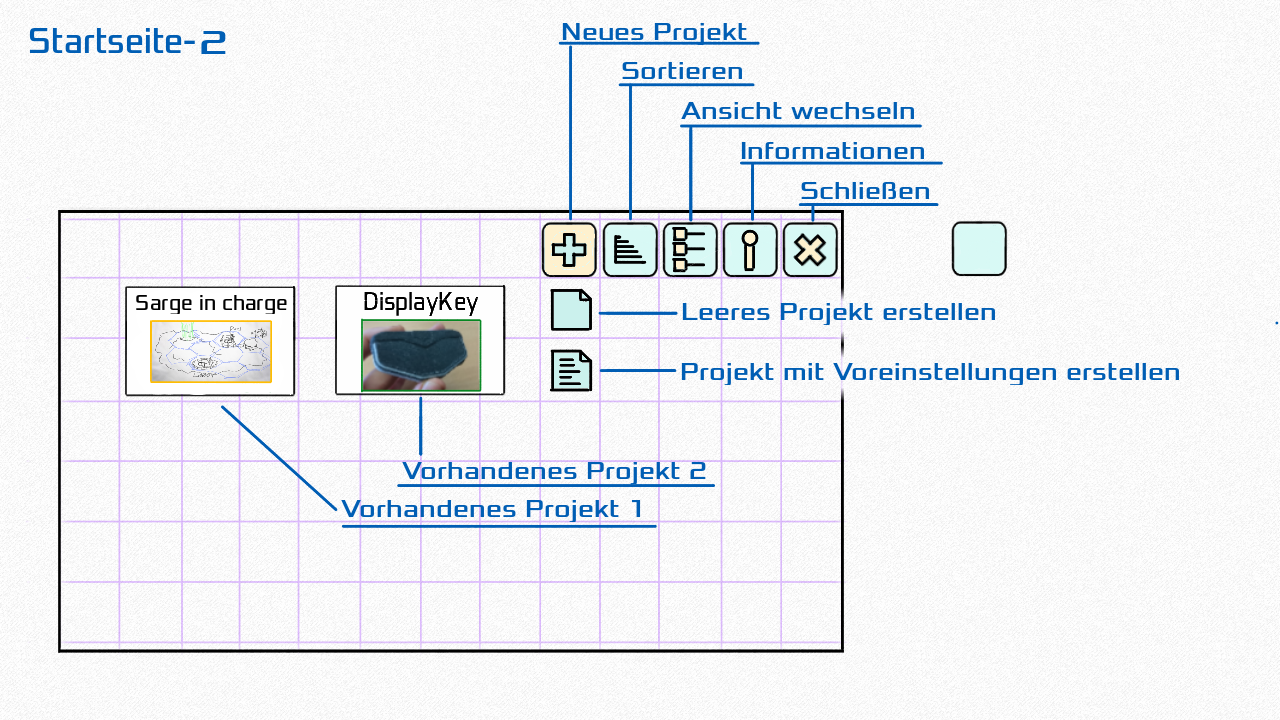 Startseite-2
Neues Projekt
Sortieren
Ansicht wechseln
Informationen
Schließen
Sarge in charge
DisplayKey
Leeres Projekt erstellen
Projekt mit Voreinstellungen erstellen
Vorhandenes Projekt 2
Vorhandenes Projekt 1